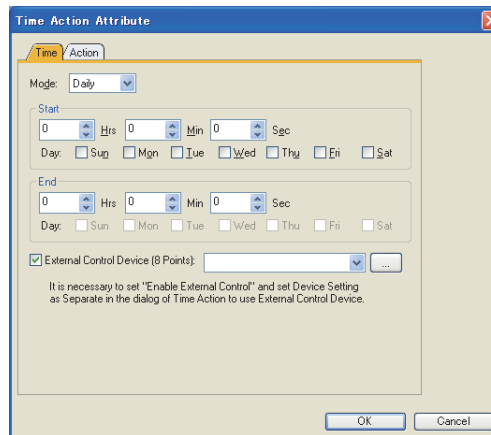 Time Action Attribute
Time Action
Mode: Daily
Start
0 Hrs 0 Min 0 Sec
Day: Sun Mon Tue Wed Thu Fri Sat
End
0 Hrs 0 Min 0 Sec
Day: Sun Mon Tue Wed Thu Fri Sat
External Control Device (8 Points): ...
It is necessary to set "Enable External Control" and set Device Setting
as Separate in the dialog of Time Action to use External Control Device.
OK Cancel